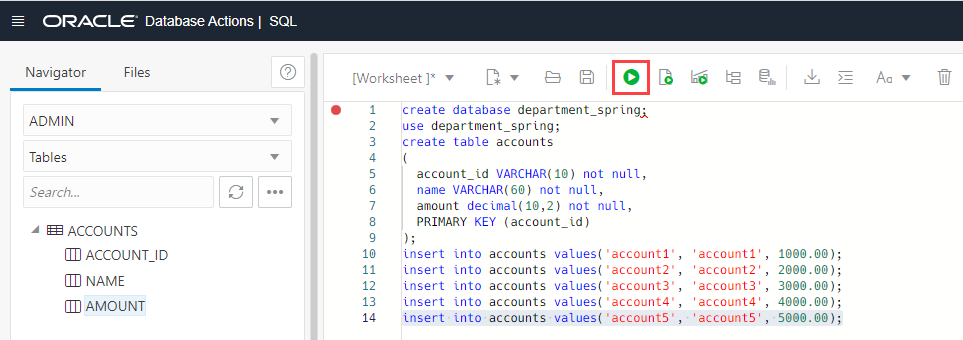 ORACLE Database Actions | SQL
Navigator
Files
[Worksheet ]*
Aa
ADMIN
Tables
Search...
ACCOUNTS
ACCOUNT_ID
NAME
AMOUNT
1 create database department_spring;
2 use department_spring;
3 create table accounts
4 (
5 account_id VARCHAR(10) not null,
6 name VARCHAR(60) not null,
7 amount decimal(10,2) not null,
8 PRIMARY KEY (account_id)
9 );
10 insert into accounts values('account1', 'account1', 1000.00);
11 insert into accounts values('account2', 'account2', 2000.00);
12 insert into accounts values('account3', 'account3', 3000.00);
13 insert into accounts values('account4', 'account4', 4000.00);
14 insert into accounts values('account5', 'account5', 5000.00);